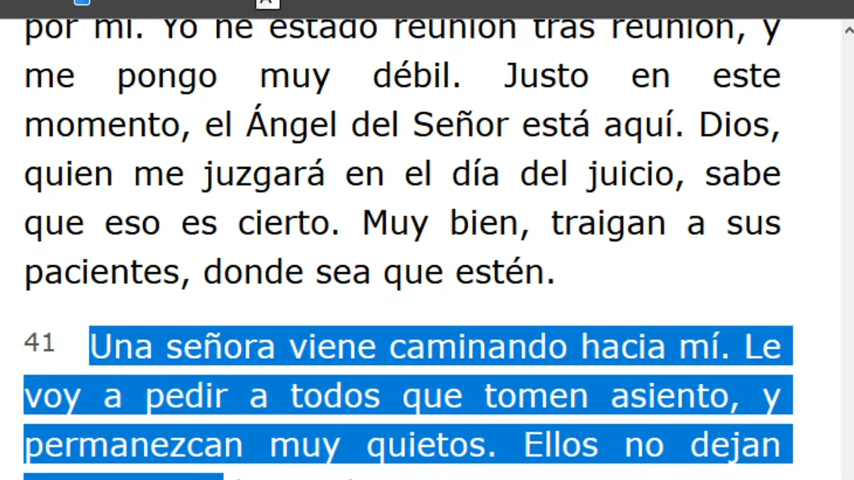 por mí. Yo he estado reunión tras reunión, y
me pongo muy débil. Justo en este
momento, el Ángel del Señor está aquí. Dios,
quien me juzgará en el día del juicio, sabe
que eso es cierto. Muy bien, traigan a sus
pacientes, donde sea que estén.
41 Una señora viene caminando hacia mí. Le
voy a pedir a todos que tomen asiento, y
permanezcan muy quietos. Ellos no dejan